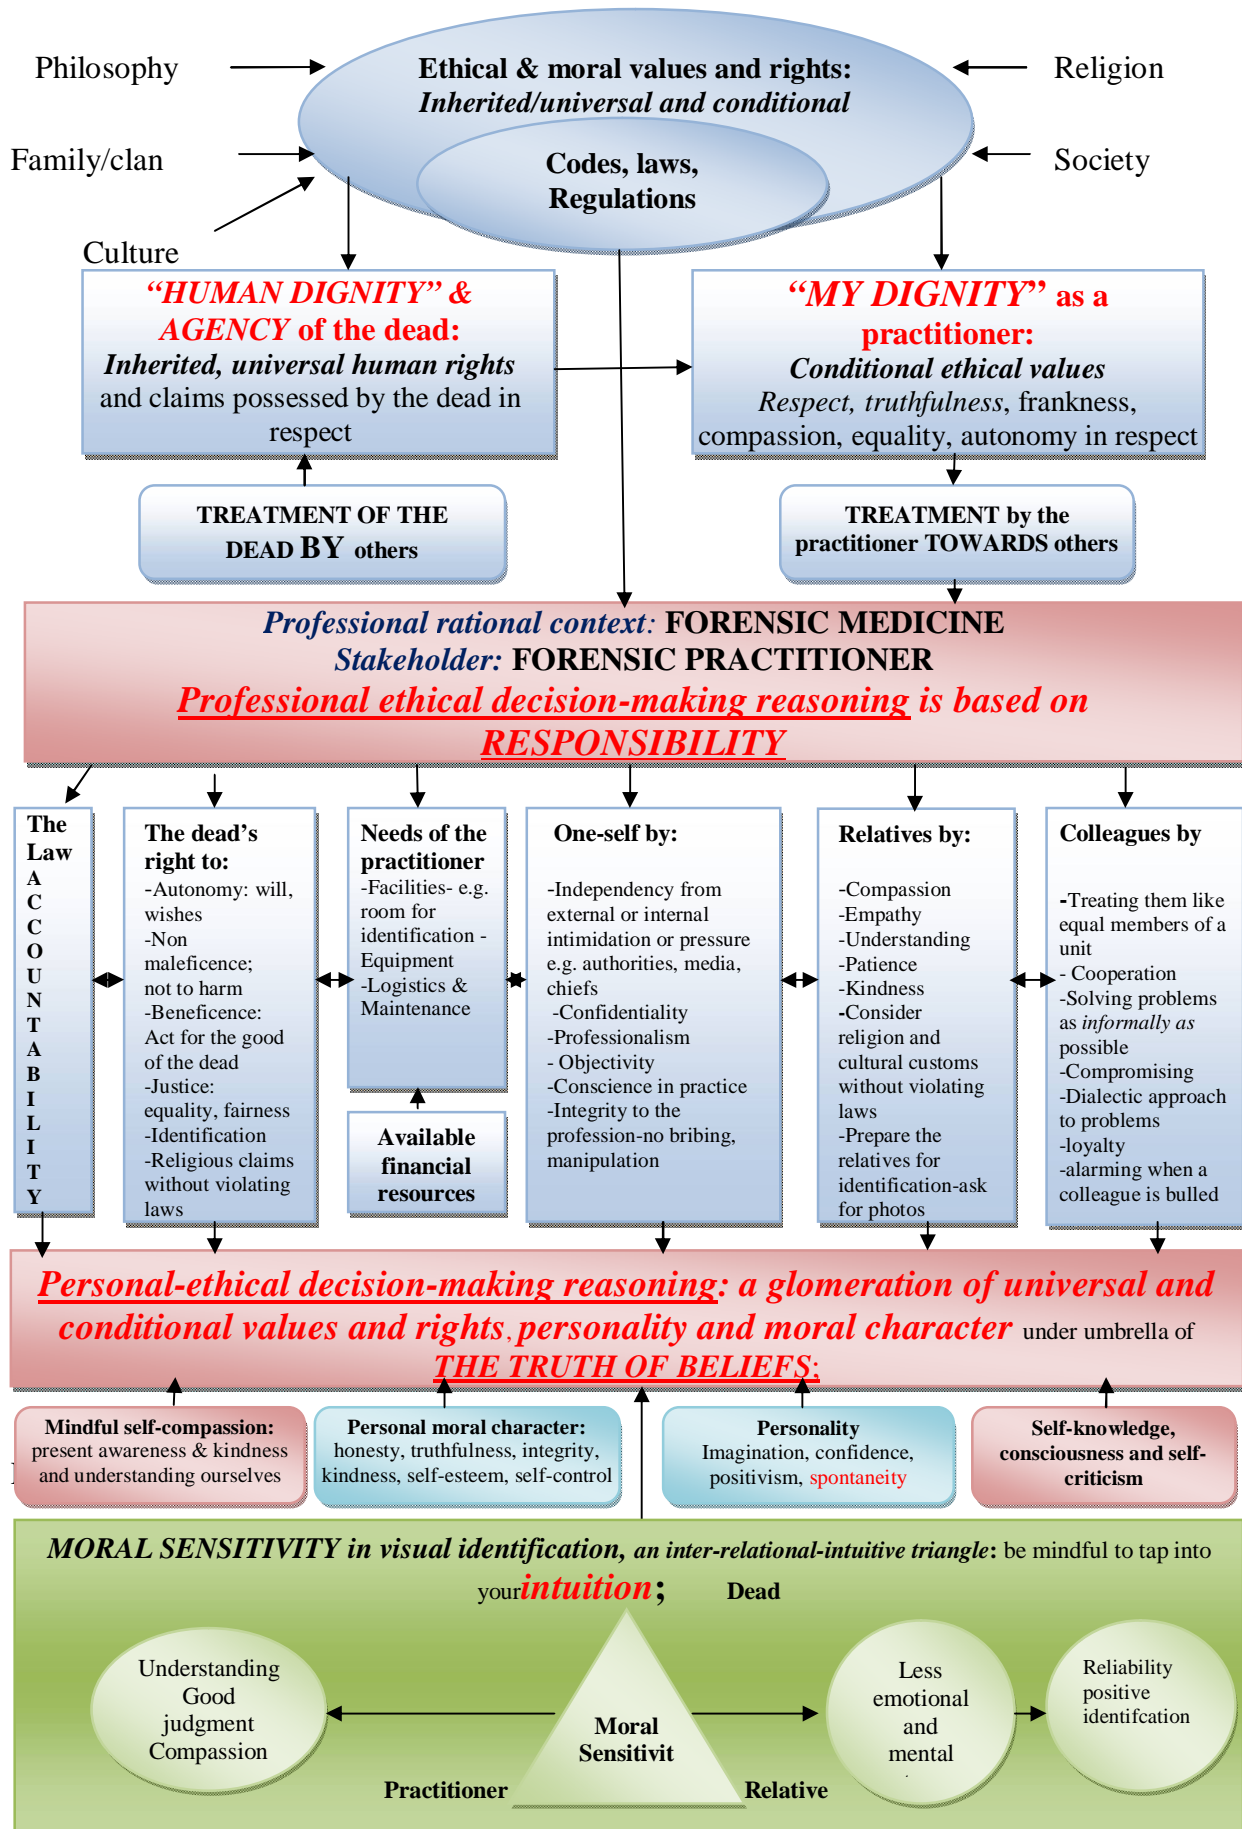 Philosophy
Ethical & moral values and rights:
Religion
Inherited/universal and conditional
Family/clan
Codes, laws,
Society
Regulations
Culture
“HUMAN DIGNITY” &
AGENCY of the dead:
Inherited, universal human rights
and claims possessed by the dead in
respect
“MY DIGNITY” as a
practitioner:
Conditional ethical values
Respect, truthfulness, frankness,
compassion, equality, autonomy in respect
TREATMENT OF THE
DEAD BY others
TREATMENT by the
practitioner TOWARDS others
Professional rational context: FORENSIC MEDICINE
Stakeholder: FORENSIC PRACTITIONER
Professional ethical decision-making reasoning is based on
RESPONSIBILITY
The
Law
A
C
C
O
U
N
T
A
B
I
L
I
T
Y
The dead's
right to:
-Autonomy: will,
wishes
-Non
maleficence;
not to harm
-Beneficence:
Act for the good
of the dead
-Justice:
equality, fairness
-Identification
-Religious claims
without violating
laws
Needs of the
practitioner
-Facilities- e.g.
room for
identification -
Equipment
-Logistics &
Maintenance
Available
financial
resources
One-self by:
-Independency from
external or internal
intimidation or pressure
e.g. authorities, media,
chiefs
-Confidentiality
-Professionalism
- Objectivity
-Conscience in practice
-Integrity to the
profession-no bribing,
manipulation
Relatives by:
-Compassion
-Empathy
-Understanding
-Patience
-Kindness
-Consider
religion and
cultural customs
without violating
laws
-Prepare the
relatives for
identification-ask
for photos
Colleagues by
-Treating them like
equal members of a
unit
- Cooperation
-Solving problems
as informally as
possible
-Compromising
-Dialectic approach
to problems
-loyalty
-alarming when a
colleague is bulled
Personal-ethical decision-making reasoning: a glomeration of universal and
conditional values and rights, personality and moral character under umbrella of
THE TRUTH OF BELIEFS;
Mindful self-compassion:
present awareness & kindness
and understanding ourselves
Personal moral character:
honesty, truthfulness, integrity,
kindness, self-esteem, self-control
Personality
Imagination, confidence,
positivism, spontaneity
Self-knowledge,
consciousness and self-
criticism
MORAL SENSITIVITY in visual identification, an inter-relational-intuitive triangle: be mindful to tap into
your intuition; Dead
Understanding
Good
judgment
Compassion
Moral
Sensitivit
Practitioner
Relative
Less
emotional
and
mental
Reliability
positive
identifcation